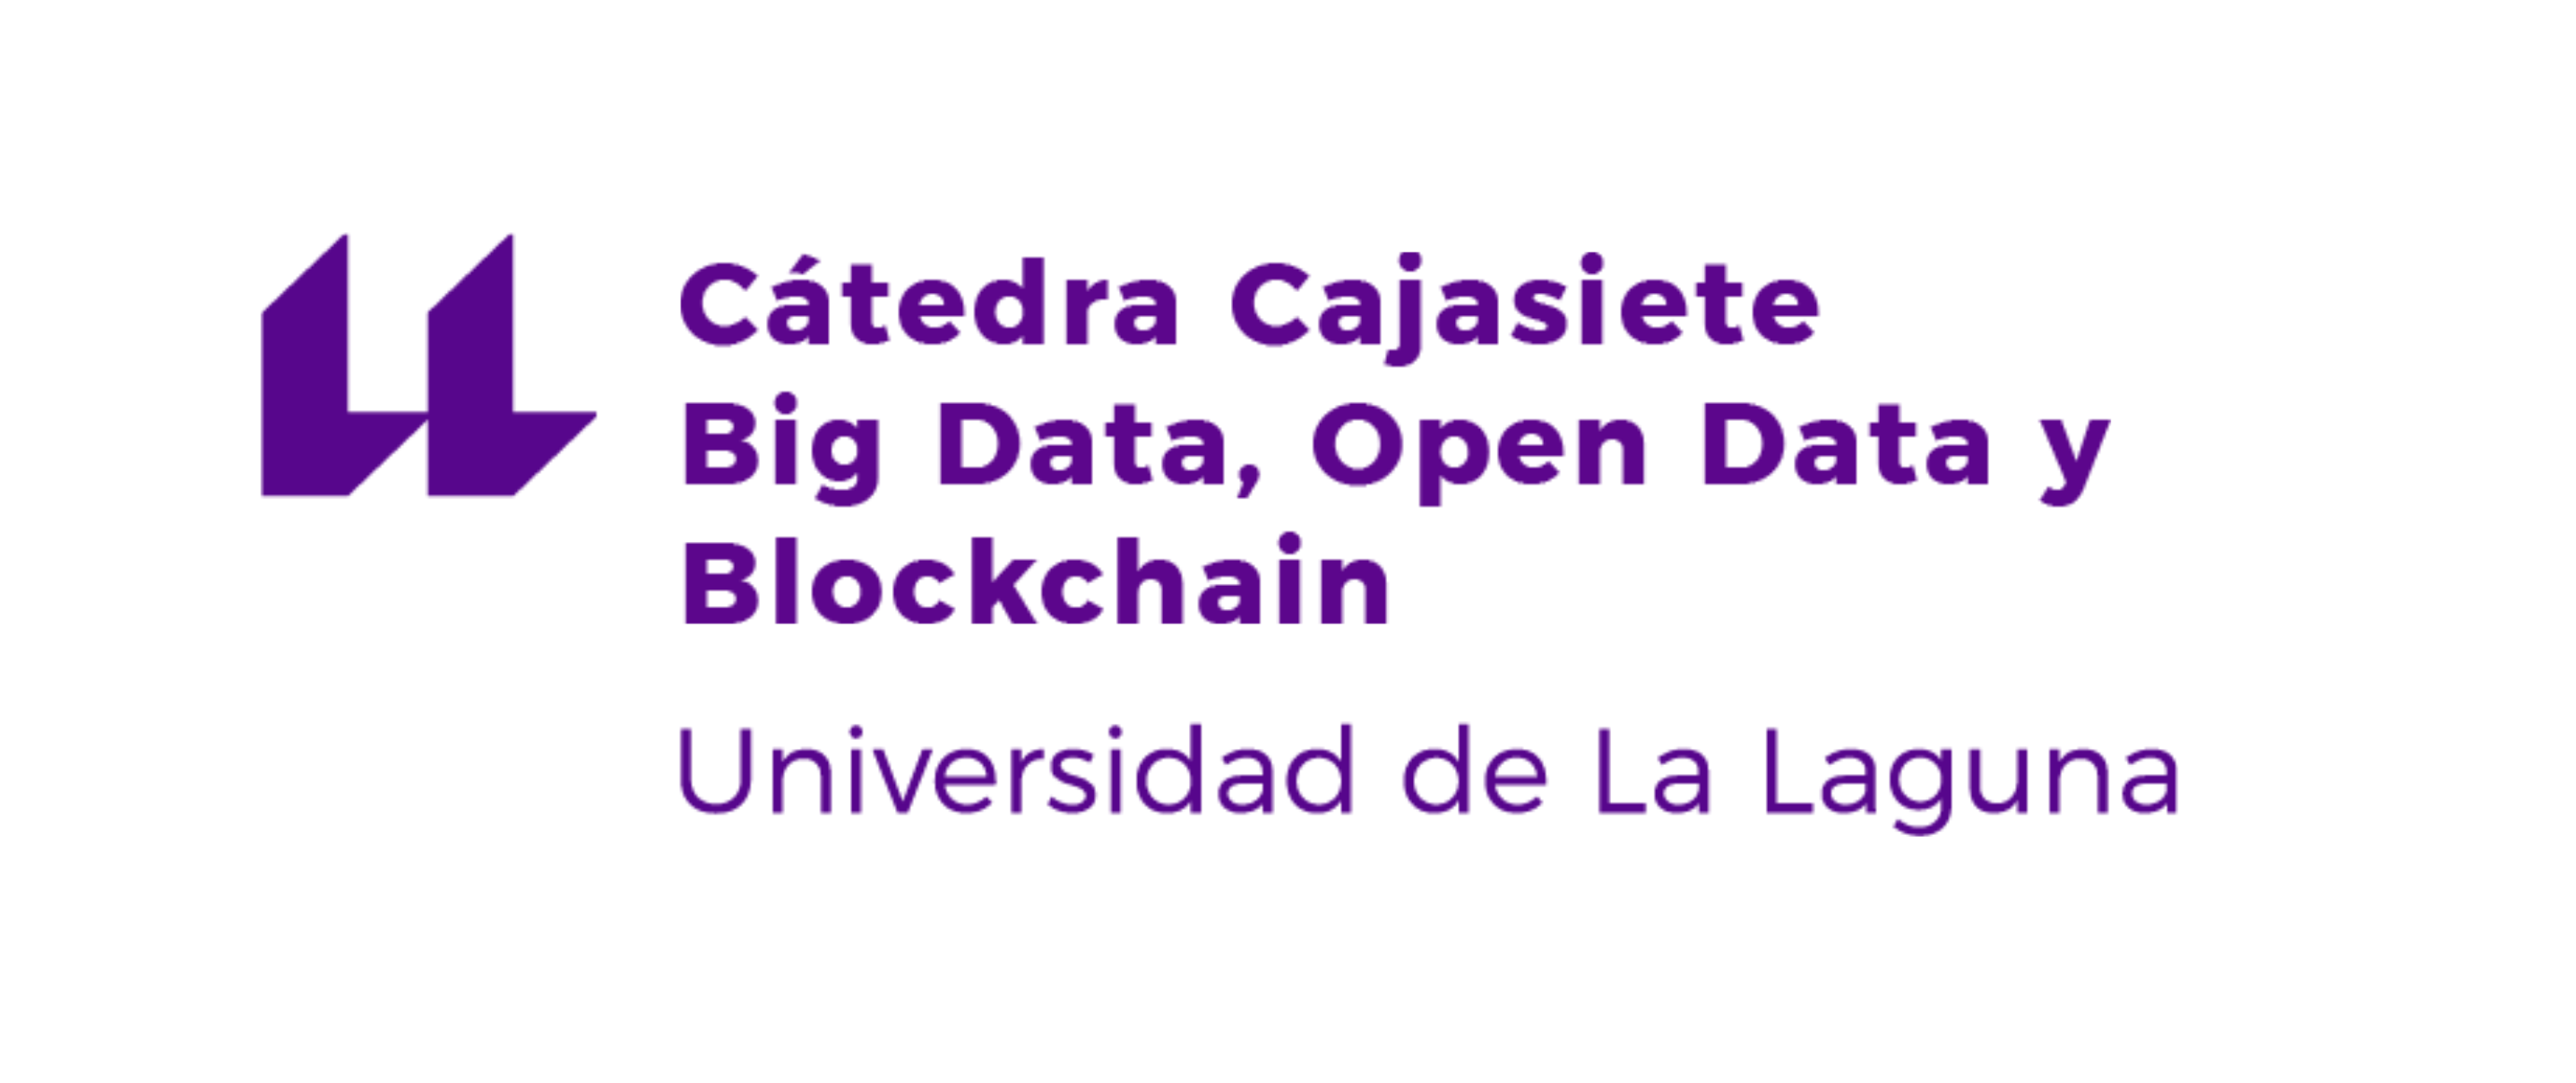 Cátedra Cajasiete
Big Data, Open Data y
Blockchain
Universidad de La Laguna